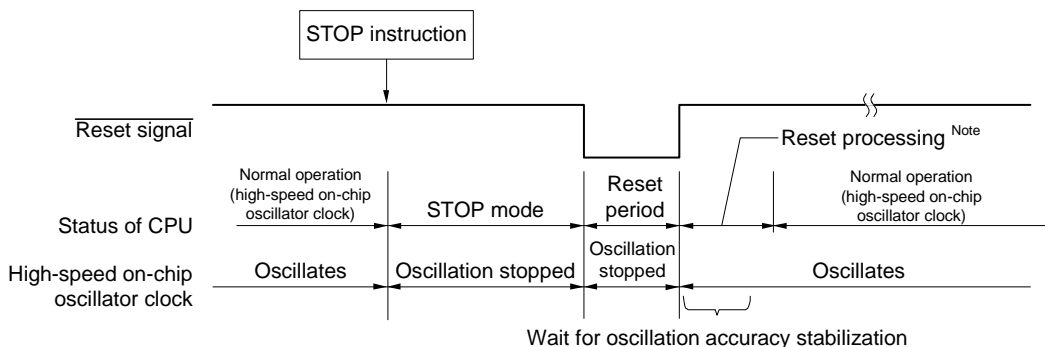 STOP instruction
Reset signal
Reset processing Note
Normal operation
(high-speed on-chip
oscillator clock)
STOP mode
Reset
period
Normal operation
(high-speed on-chip
oscillator clock)
Status of CPU
High-speed on-chip
oscillator clock
Oscillates
Oscillation stopped
Oscillation
stopped
Oscillates
Wait for oscillation accuracy stabilization